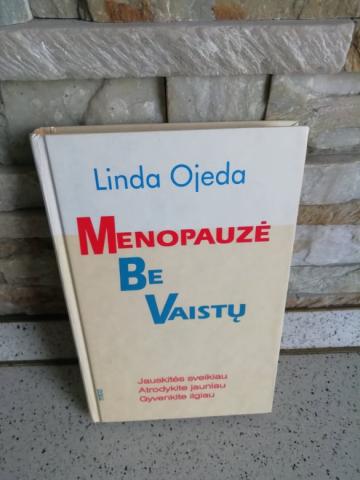 Linda Ojeda
MENOPAUZĖ
BE
VAISTŲ
Jauskitės sveikiau
Atrodykite jauniau
Gyvenkite ilgiau